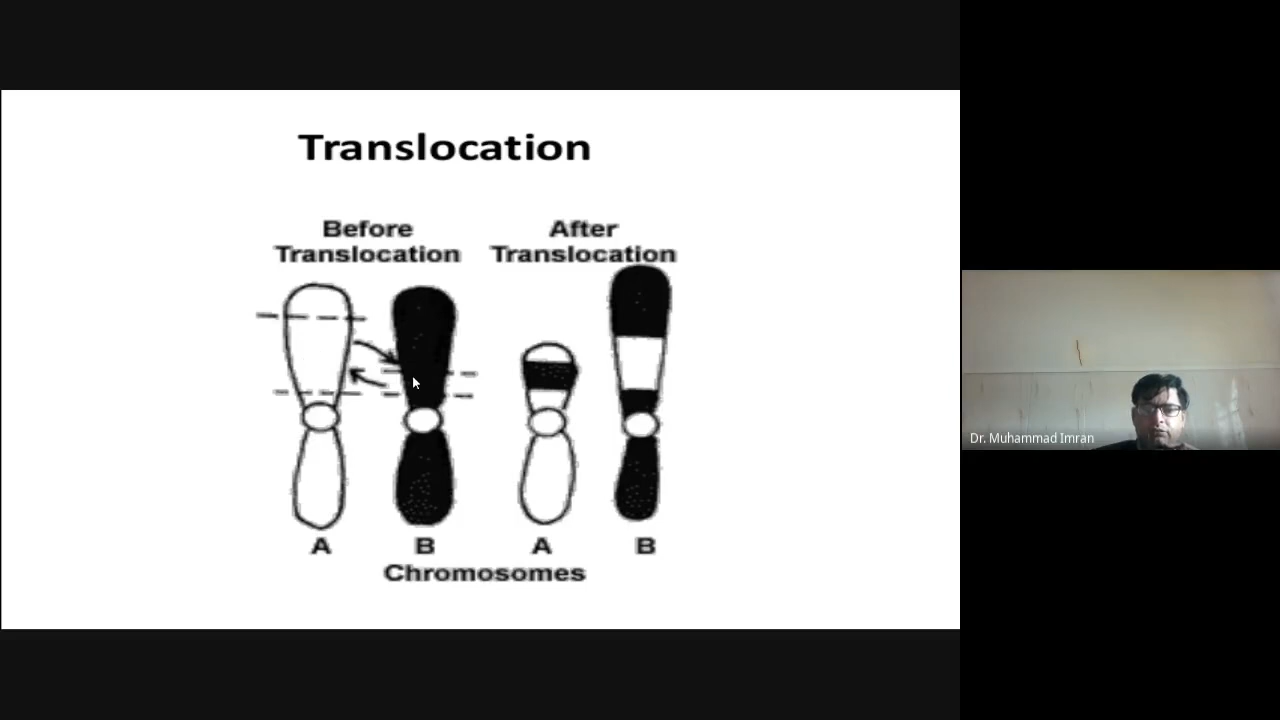 Translocation
Before
Translocation
After
Translocation
A
B
A
B
Chromosomes
Dr. Muhammad Imran